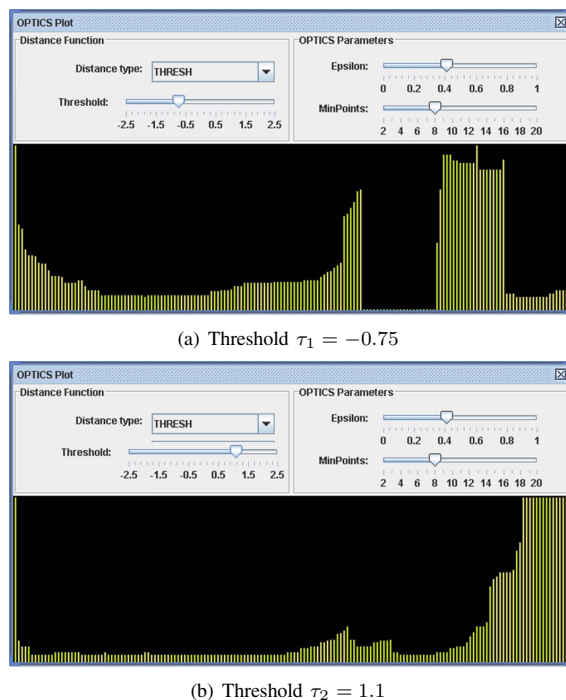 OPTICS Plot
Distance Function
OPTICS Parameters
Distance type: THRESH
Epsilon:
0 0.2 0.4 0.6 0.8 1
Threshold:
-2.5 -1.5 -0.5 0.5 1.5 2.5
MinPoints:
2 4 6 8 10 12 14 16 20
(a) Threshold τ₁ = −0.75
OPTICS Plot
Distance Function
OPTICS Parameters
Distance type: THRESH
Epsilon:
0 0.2 0.4 0.6 0.8 1
Threshold:
-2.5 -1.5 -0.5 0.5 1.5 2.5
MinPoints:
2 4 6 8 10 12 14 16 18 20
(b) Threshold τ₂ = 1.1